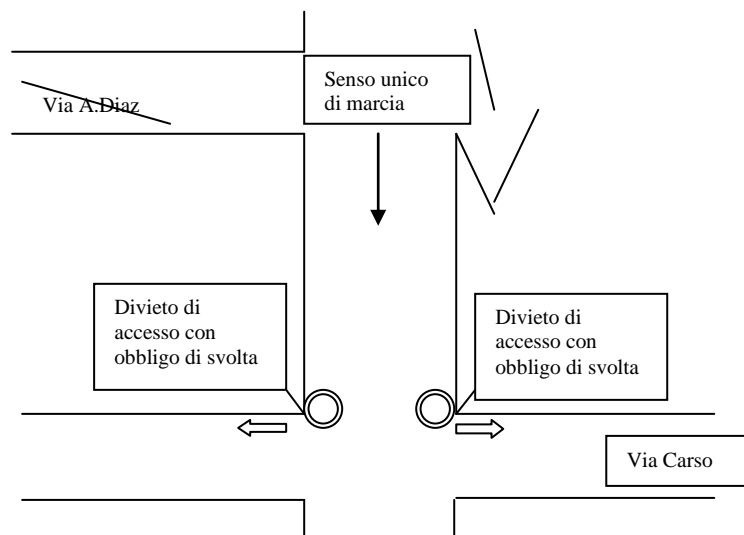 Senso unico
di marcia
Via A.Diaz
Divieto di
accesso con
obbligo di svolta
Divieto di
accesso con
obbligo di svolta
Via Carso